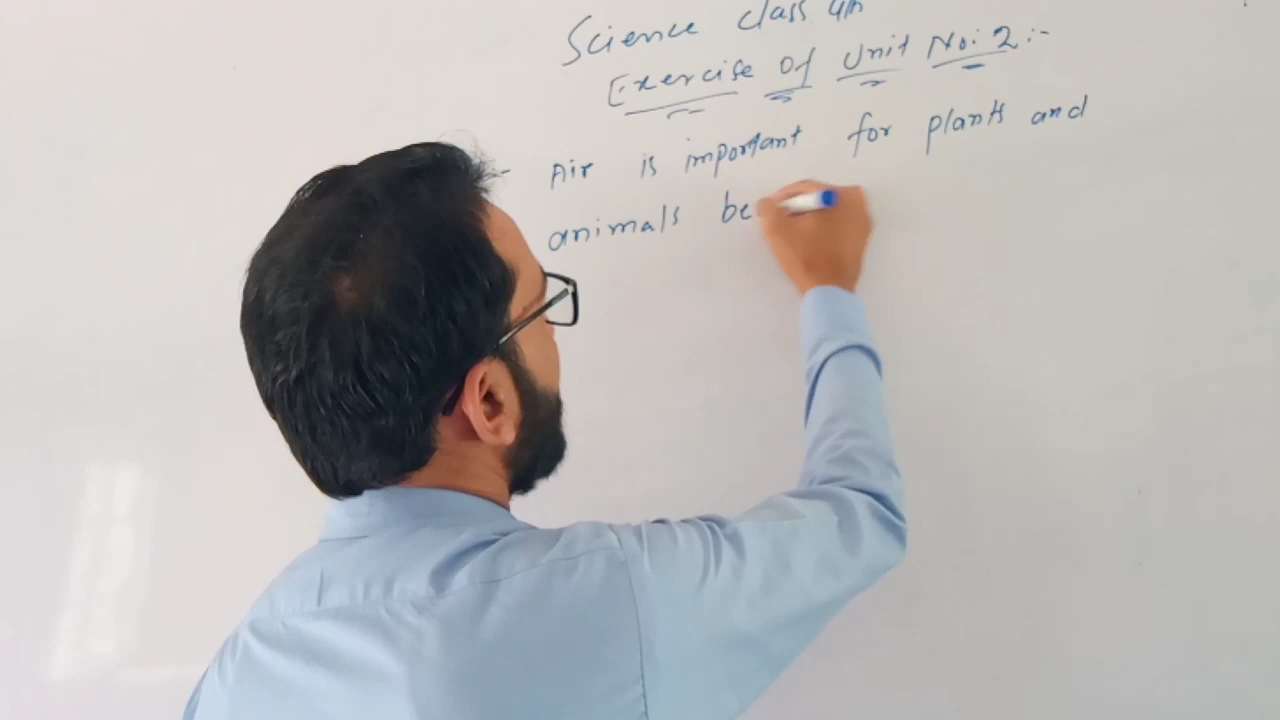 Science class 4th
Exercise of Unit No: 2 :-
- Air is important for plants and
animals be